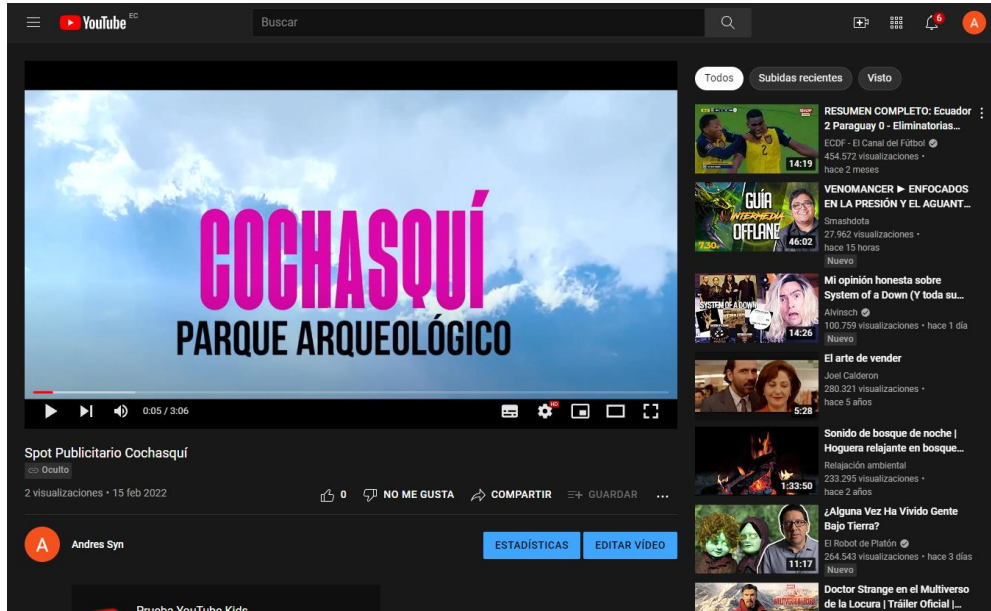 YouTube EC
Buscar
6
A
COCHASQUÍ
PARQUE ARQUEOLÓGICO
0:05 / 3:06
HD
Spot Publicitario Cochasquí
Oculto
2 visualizaciones • 15 feb 2022
0
NO ME GUSTA
COMPARTIR
GUARDAR
A
Andres Syn
ESTADÍSTICAS
EDITAR VÍDEO
Prueba YouTube Kids
Todos
Subidas recientes
Visto
14:19
RESUMEN COMPLETO: Ecuador
2 Paraguay 0 - Eliminatorias...
ECDF - El Canal del Fútbol
454.572 visualizaciones •
hace 2 meses
GUÍA
INTERMEDIA
OFFLANE
7.30
46:02
VENOMANCER ► ENFOCADOS
EN LA PRESIÓN Y EL AGUANT...
Smashdota
27.962 visualizaciones •
hace 15 horas
Nuevo
SYSTEM OF A DOWN
14:26
Mi opinión honesta sobre
System of a Down (Y toda su...
Alvinsch
100.759 visualizaciones • hace 1 día
Nuevo
5:28
El arte de vender
Joel Calderon
280.321 visualizaciones •
hace 5 años
1:33:50
Sonido de bosque de noche |
Hoguera relajante en bosque...
Relajación ambiental
233.295 visualizaciones •
hace 2 años
11:17
¿Alguna Vez Ha Vivido Gente
Bajo Tierra?
El Robot de Platón
264.543 visualizaciones • hace 3 días
Nuevo
Doctor Strange en el Multiverso
de la Locura | Tráiler Oficial |...